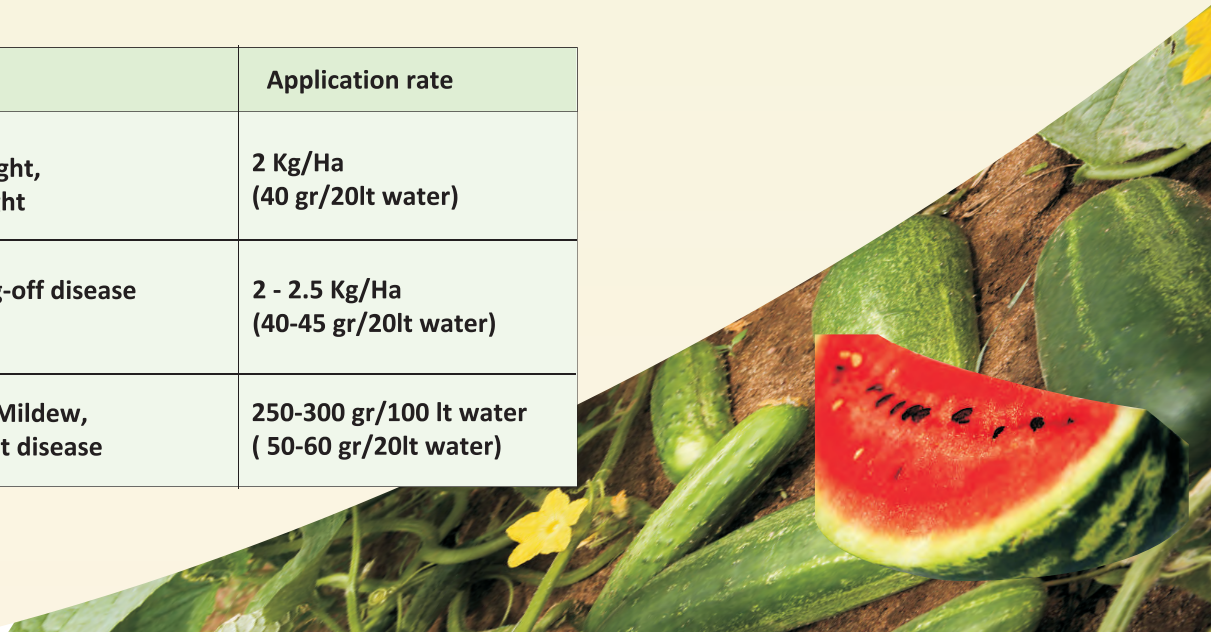 Application rate
ght,
ht
2 Kg/Ha
(40 gr/20lt water)
g-off disease
2 - 2.5 Kg/Ha
(40-45 gr/20lt water)
Mildew,
t disease
250-300 gr/100 lt water
( 50-60 gr/20lt water)